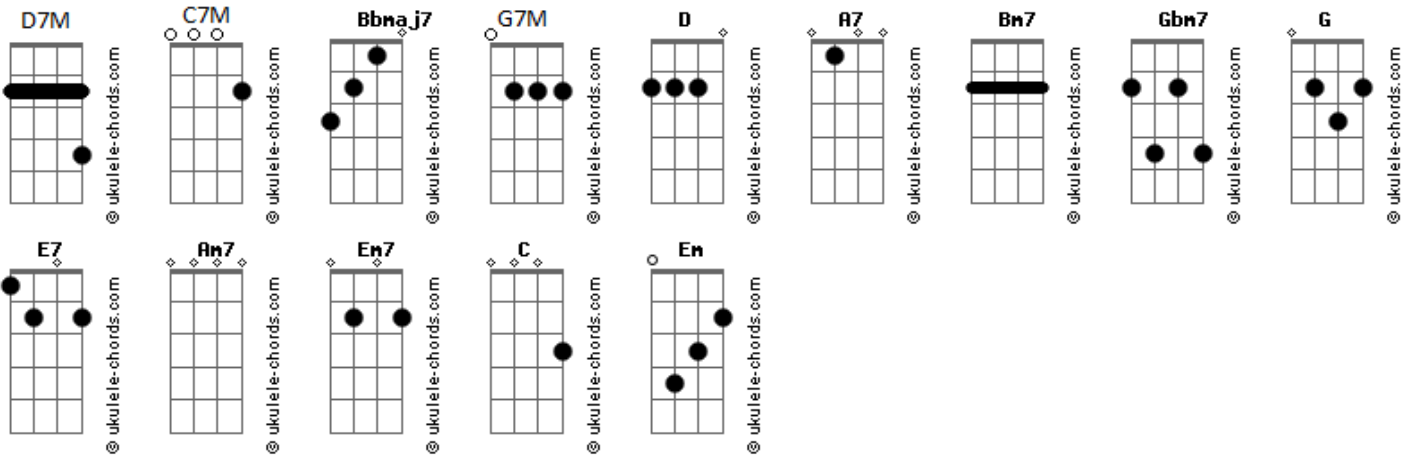 D7M C7M Bbmaj7 G7M D A7 Bm7 Gbm7 G
© ukulele-chords.com © ukulele-chords.com © ukulele-chords.com © ukulele-chords.com © ukulele-chords.com © ukulele-chords.com © ukulele-chords.com © ukulele-chords.com © ukulele-chords.com
E7 Am7 Em7 C Em
© ukulele-chords.com © ukulele-chords.com © ukulele-chords.com © ukulele-chords.com © ukulele-chords.com